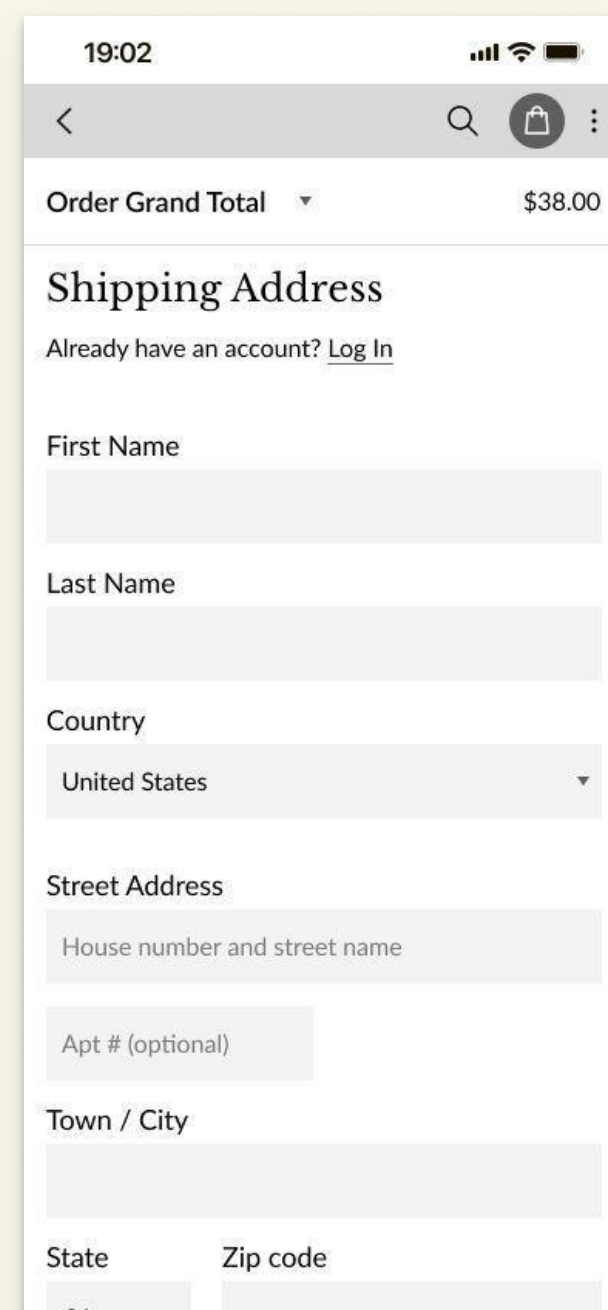 19:02
Order Grand Total $38.00
Shipping Address
Already have an account? Log In
First Name
Last Name
Country
United States
Street Address
House number and street name
Apt # (optional)
Town / City
State Zip code